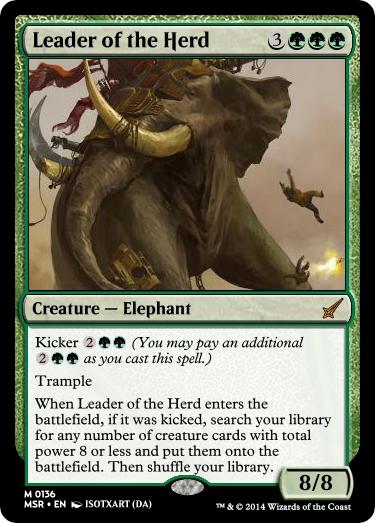 Leader of the Herd 3
Creature — Elephant
Kicker 2 (You may pay an additional
2 as you cast this spell.)
Trample
When Leader of the Herd enters the
battlefield, if it was kicked, search your library
for any number of creature cards with total
power 8 or less and put them onto the
battlefield. Then shuffle your library.
8/8
M 0136
MSR • EN ISOTXART (DA)
™ & © 2014 Wizards of the Coast